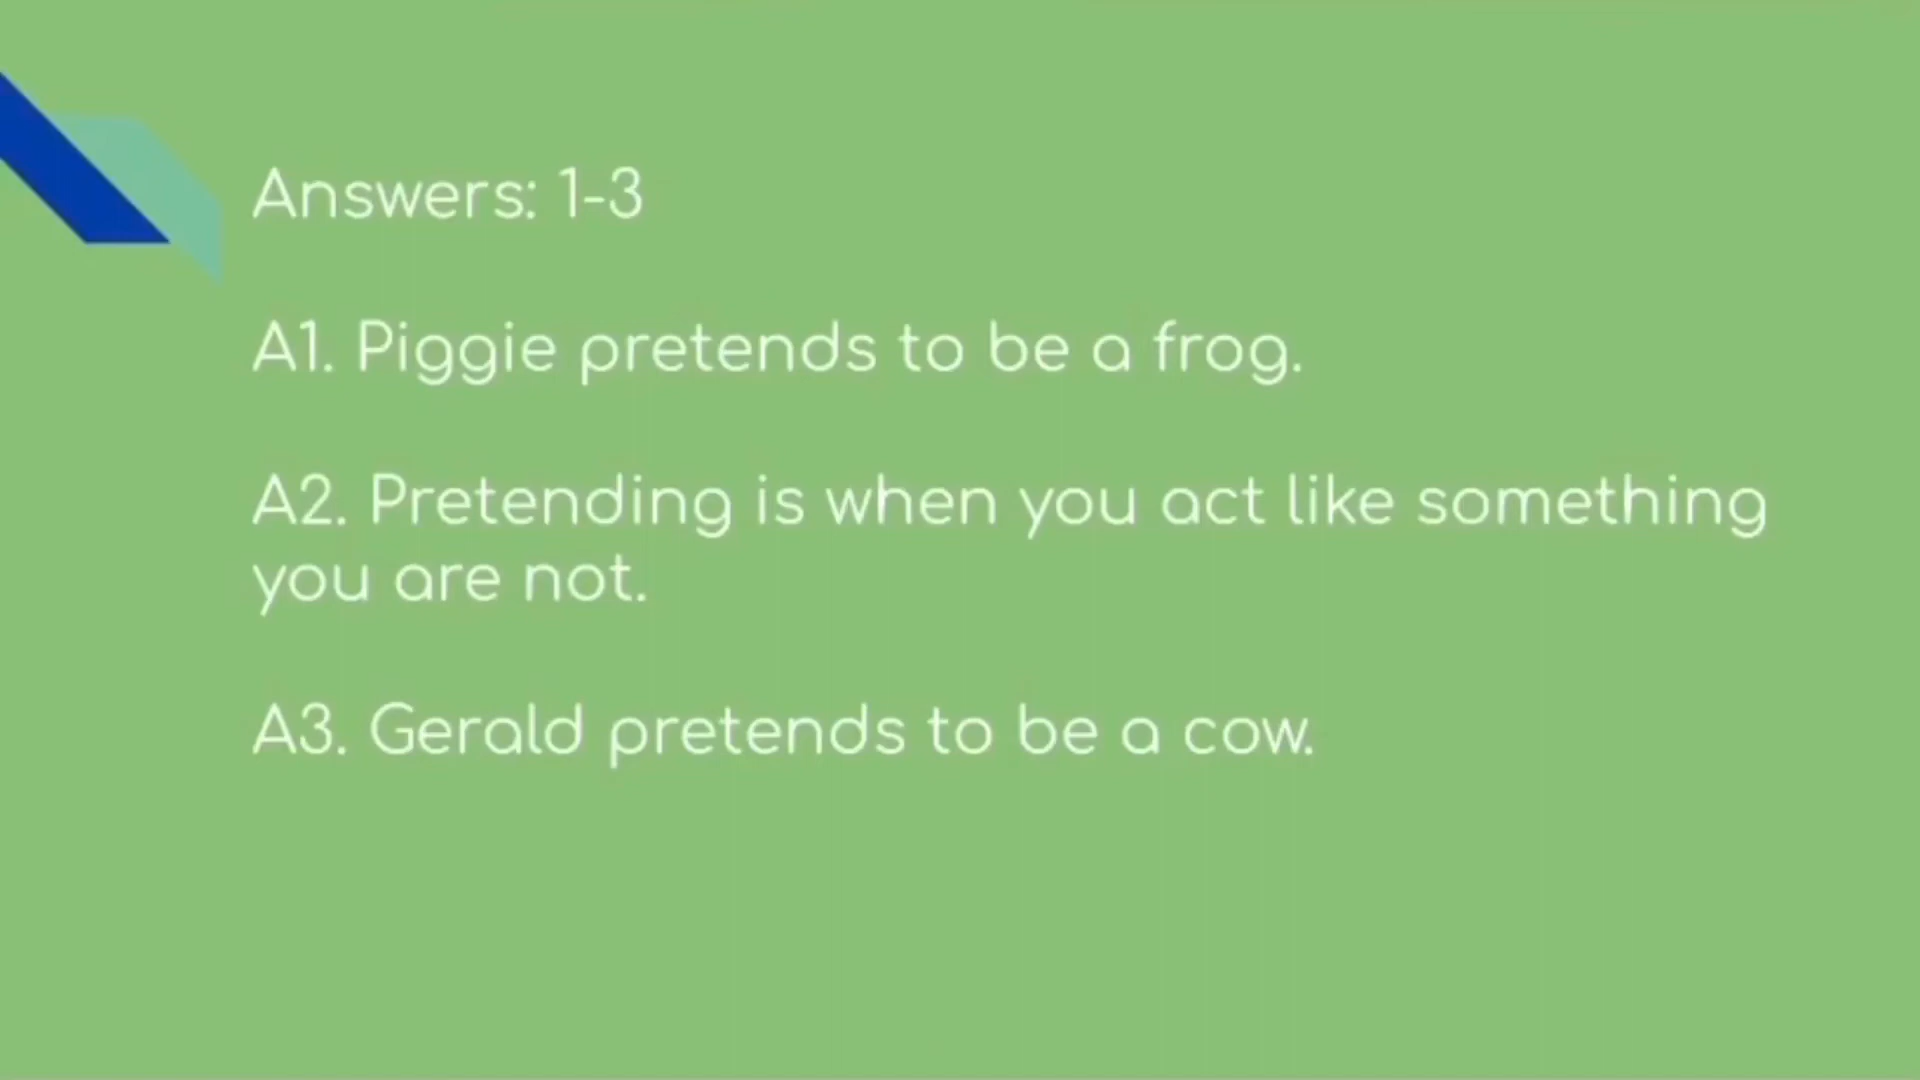 Answers: 1-3
A1. Piggie pretends to be a frog.
A2. Pretending is when you act like something
you are not.
A3. Gerald pretends to be a cow.